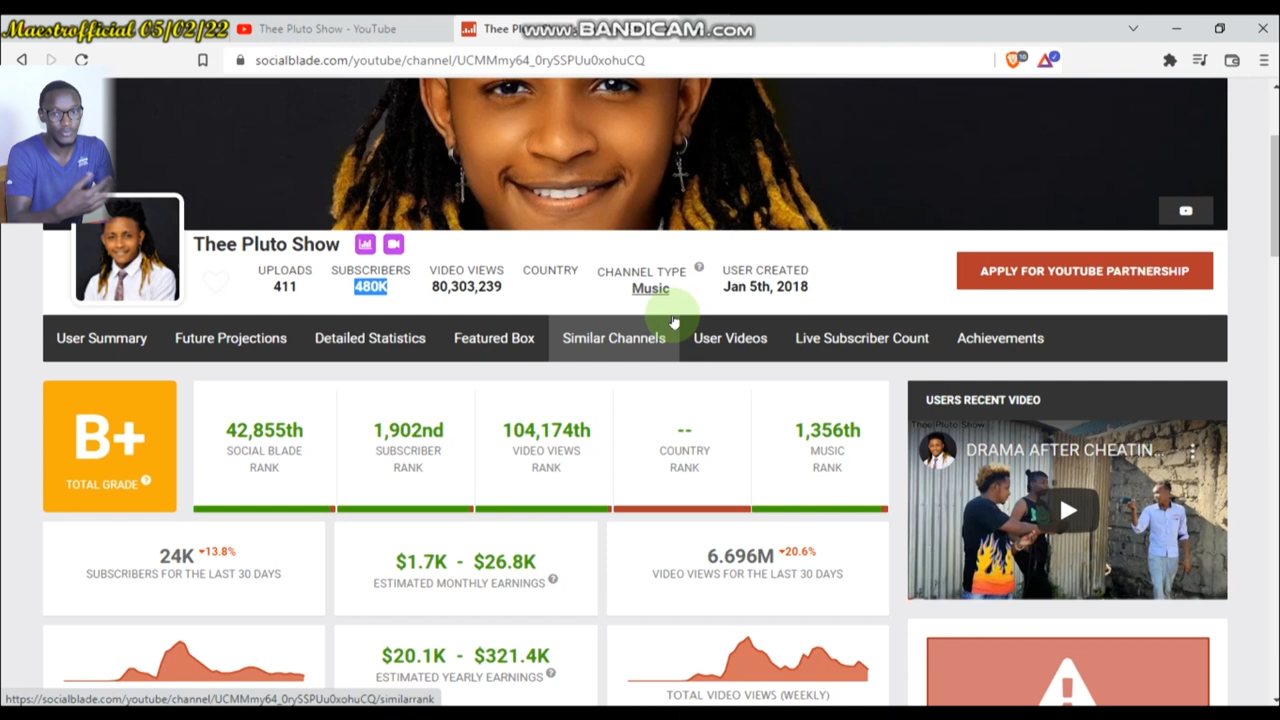 Maestrofficial 05/02/22
Thee Pluto Show - YouTube
Thee Pl
www.BANDICAM.com
socialblade.com/youtube/channel/UCMMmy64_0rySSPUu0xohuCQ
Thee Pluto Show
UPLOADS
411
SUBSCRIBERS
480K
VIDEO VIEWS
80,303,239
COUNTRY
CHANNEL TYPE
Music
USER CREATED
Jan 5th, 2018
APPLY FOR YOUTUBE PARTNERSHIP
User Summary
Future Projections
Detailed Statistics
Featured Box
Similar Channels
User Videos
Live Subscriber Count
Achievements
B+
TOTAL GRADE
42,855th
SOCIAL BLADE
RANK
1,902nd
SUBSCRIBER
RANK
104,174th
VIDEO VIEWS
RANK
--
COUNTRY
RANK
1,356th
MUSIC
RANK
USERS RECENT VIDEO
Thee Pluto Show
DRAMA AFTER CHEATIN...
24K -13.8%
SUBSCRIBERS FOR THE LAST 30 DAYS
$1.7K - $26.8K
ESTIMATED MONTHLY EARNINGS
6.696M -20.6%
VIDEO VIEWS FOR THE LAST 30 DAYS
$20.1K - $321.4K
ESTIMATED YEARLY EARNINGS
TOTAL VIDEO VIEWS (WEEKLY)
https://socialblade.com/youtube/channel/UCMMmy64_0rySSPUu0xohuCQ/similarrank